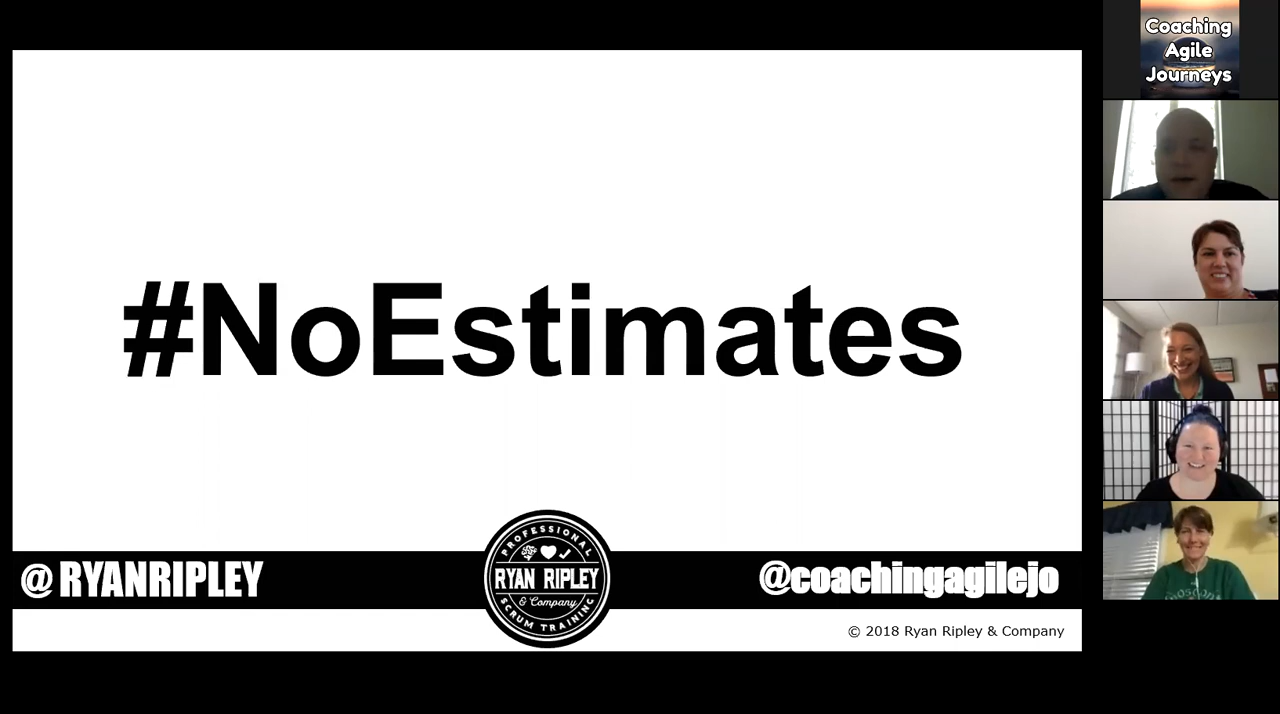 #NoEstimates
@RYANRIPLEY
PROFESSIONAL
RYAN RIPLEY
& Company
SCRUM TRAINING
@coachingagilejo
© 2018 Ryan Ripley & Company
Coaching
Agile
Journeys